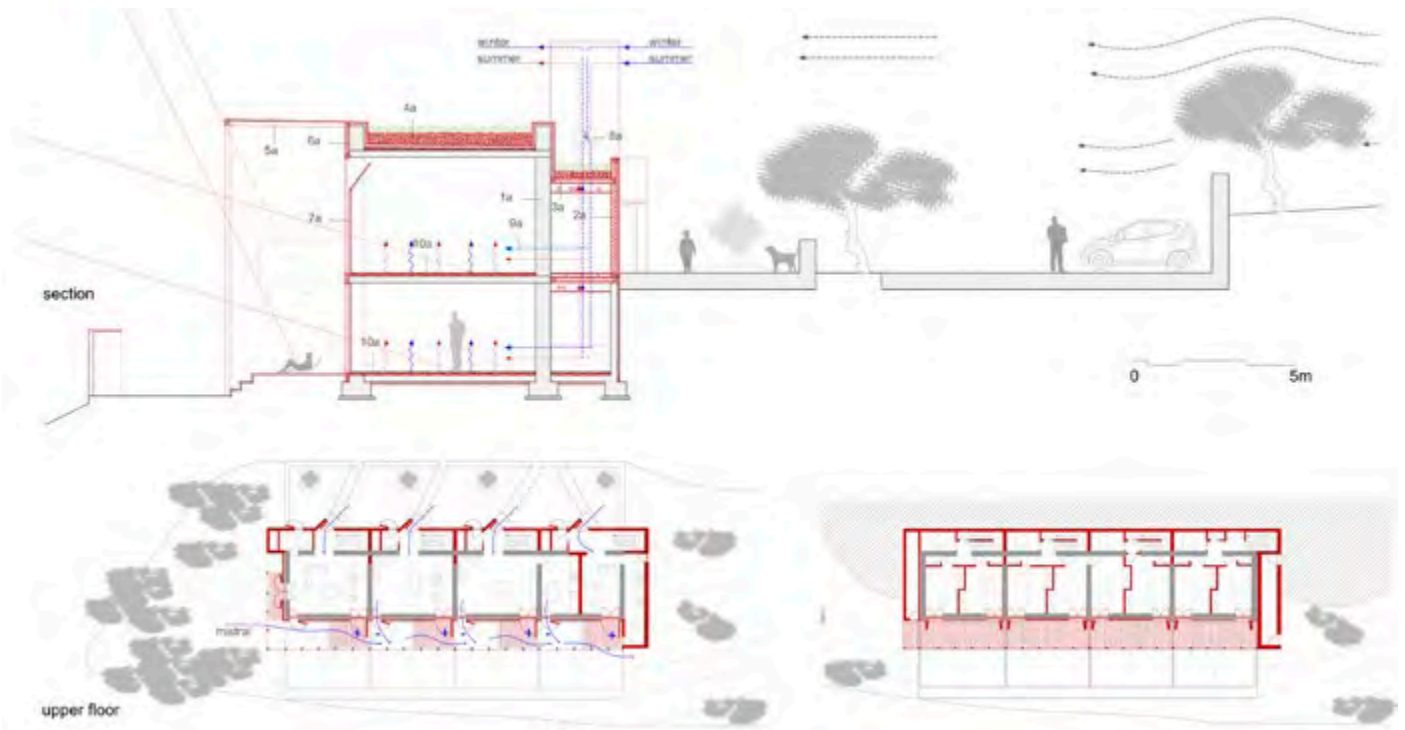 winter winter
summer summer
4a
8a
5a
6a
1a
3a
2a
7a
9a
10a
section
10a
0 5m
mistral
upper floor